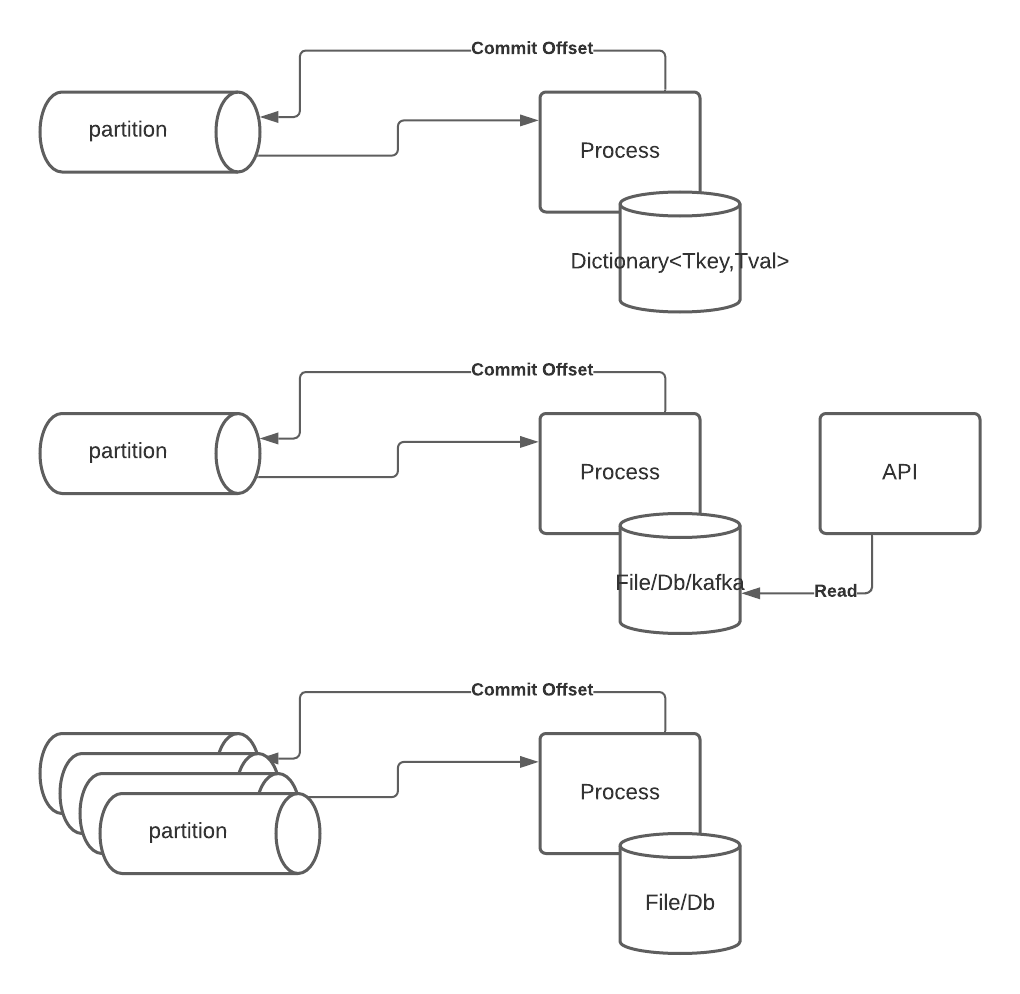 Commit Offset
partition
Process
Dictionary<Tkey,Tval>
Commit Offset
partition
Process
API
File/Db/kafka
Read
Commit Offset
Process
partition
File/Db